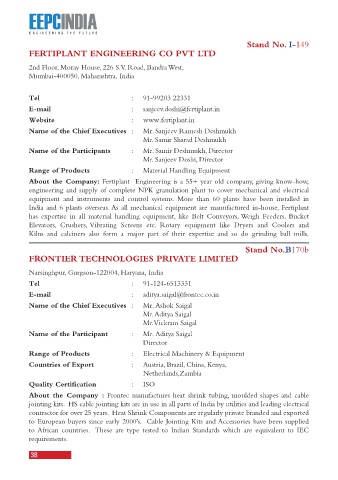 EEPCINDIA
ENGINEERING THE FUTURE
Stand No. I-149
FERTIPLANT ENGINEERING CO PVT LTD
2nd Floor, Motay House, 226 S.V. Road, Bandra West,
Mumbai-400050, Maharashtra, India
Tel : 91-99203 22331
E-mail : sanjeev.doshi@fertiplant.in
Website : www.fertiplant.in
Name of the Chief Executives : Mr. Sanjeev Ramesh Deshmukh
Mr. Samir Sharad Deshmukh
Name of the Participants : Mr. Samir Deshmukh, Director
Mr. Sanjeev Doshi, Director
Range of Products : Material Handling Equipment
About the Company: Fertiplant Engineering is a 55+ year old company, giving know-how,
engineering and supply of complete NPK granulation plant to cover mechanical and electrical
equipment and instruments and control systems. More than 60 plants have been installed in
India and 6 plants overseas. As all mechanical equipment are manufactured in-house, Fertiplant
has expertise in all material handling equipment, like Belt Conveyors, Weigh Feeders, Bucket
Elevators, Crushers, Vibrating Screens etc. Rotary equipment like Dryers and Coolers and
Kilns and calciners also form a major part of their expertise and so do grinding ball mills.
Stand No.B170b
FRONTIER TECHNOLOGIES PRIVATE LIMITED
Narsinghpur, Gurgaon-122004, Haryana, India
Tel : 91-124-6513331
E-mail : aditya.saigal@frontec.co.in
Name of the Chief Executives : Mr. Ashok Saigal
Mr. Aditya Saigal
Mr. Vickram Saigal
Name of the Participant : Mr. Aditya Saigal
Director
Range of Products : Electrical Machinery & Equipment
Countries of Export : Austria, Brazil, China, Kenya,
Netherlands, Zambia
Quality Certification : ISO
About the Company : Frontec manufactures heat shrink tubing, moulded shapes and cable
jointing kits. HS cable jointing kits are in use in all parts of India by utilities and leading electrical
contractor for over 25 years. Heat Shrink Components are regularly private branded and exported
to European buyers since early 2000's. Cable Jointing Kits and Accessories have been supplied
to African countries. These are type tested to Indian Standards which are equivalent to IEC
requirements.
38